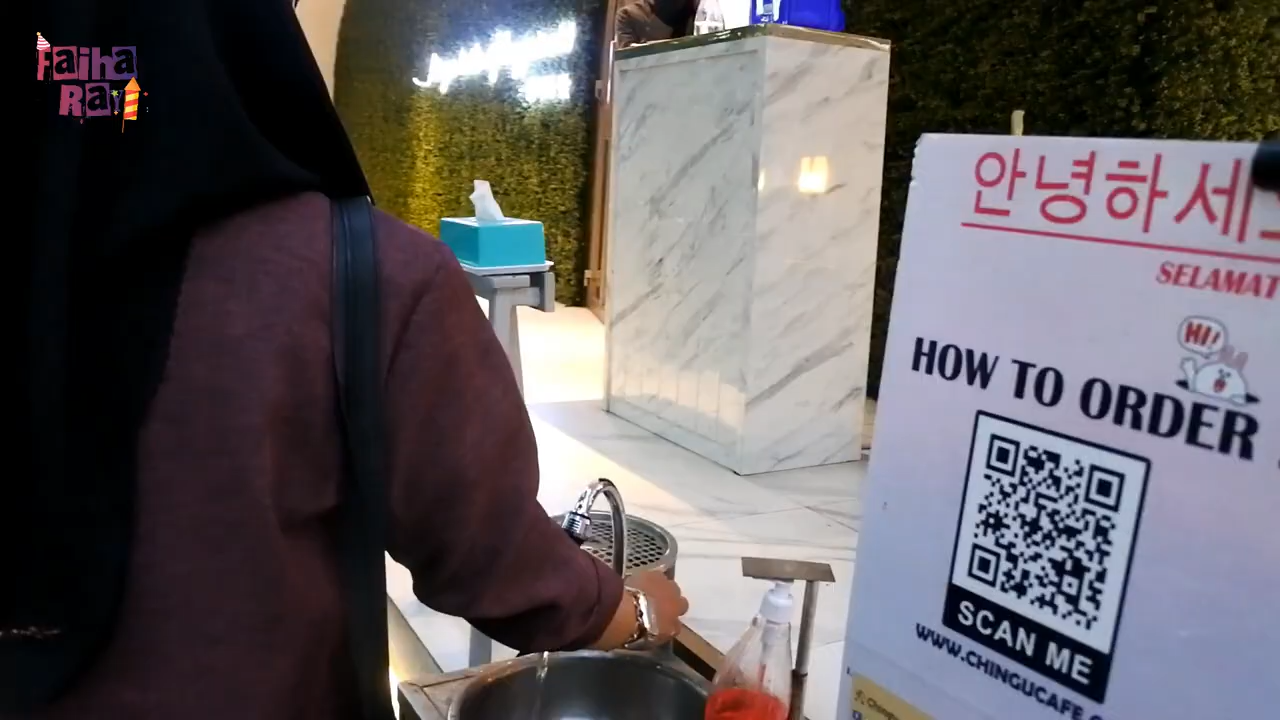 Faiha
Ray
안녕하세
SELAMAT
HI!
HOW TO ORDER
SCAN ME
WWW.CHINGUCAFE.C